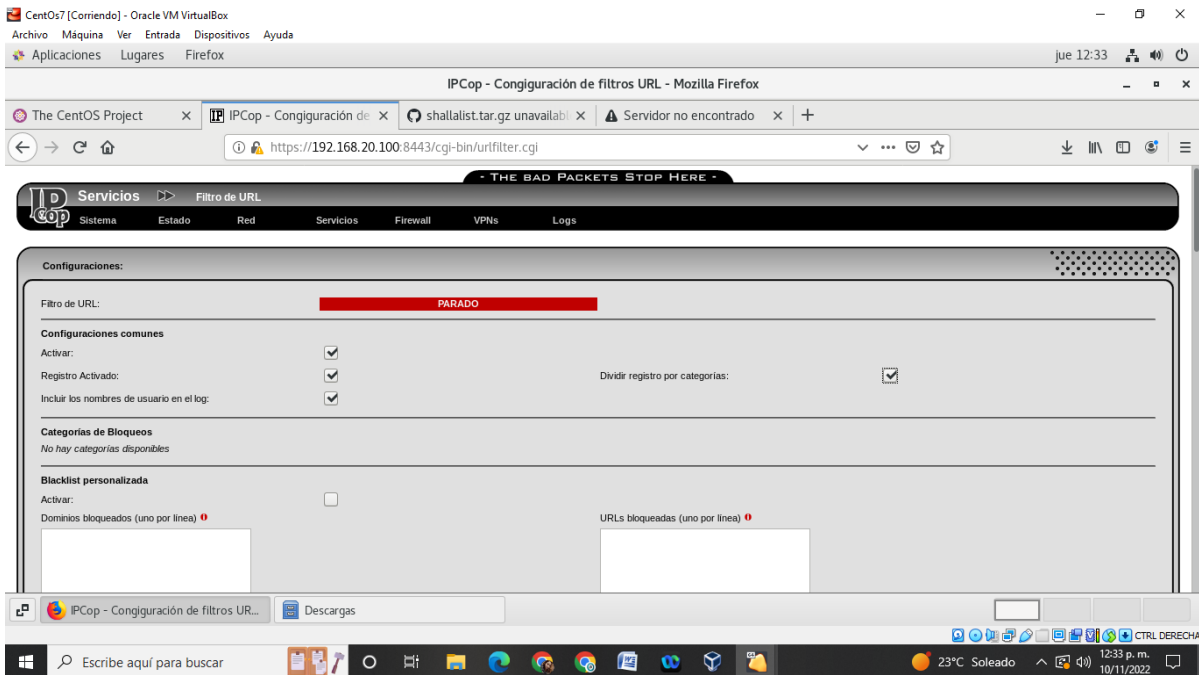 CentOs7 [Corriendo] - Oracle VM VirtualBox
Archivo Máquina Ver Entrada Dispositivos Ayuda
Aplicaciones Lugares Firefox jue 12:33
IPCop - Congiguración de filtros URL - Mozilla Firefox
The CentOS Project IPCop - Congiguración de shallalist.tar.gz unavailabl Servidor no encontrado
https://192.168.20.100:8443/cgi-bin/urlfilter.cgi
- THE BAD PACKETS STOP HERE -
IP cop Servicios Filtro de URL
Sistema Estado Red Servicios Firewall VPNs Logs
Configuraciones:
Filtro de URL: PARADO
Configuraciones comunes
Activar:
Registro Activado: Dividir registro por categorías:
Incluir los nombres de usuario en el log:
Categorías de Bloqueos
No hay categorías disponibles
Blacklist personalizada
Activar:
Dominios bloqueados (uno por línea) URLs bloqueadas (uno por línea)
IPCop - Congiguración de filtros UR... Descargas
CTRL DERECHA
Escribe aquí para buscar 23°C Soleado 12:33 p. m.
10/11/2022